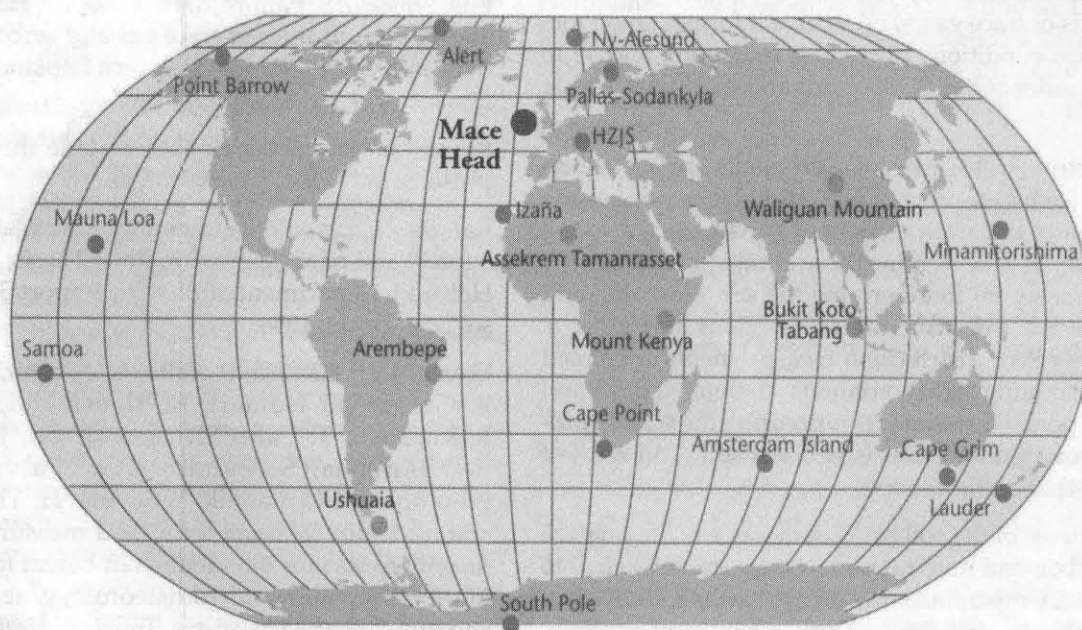 Ny-Alesund
Alert
Point Barrow
Pallas-Sodankyla
Mace
Head
HZJS
Izaña
Waliguan Mountain
Mauna Loa
Minamitorishima
Assekrem Tamanrasset
Bukit Koto
Tabang
Mount Kenya
Samoa
Arembepe
Cape Point
Amsterdam Island
Cape Grim
Lauder
Ushuaia
South Pole